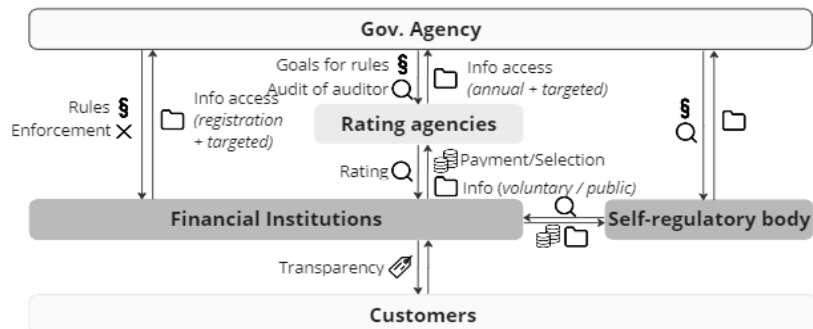 Gov. Agency
Goals for rules §
Audit of auditor
Info access
(annual + targeted)
Rules §
Enforcement
Info access
(registration
+ targeted)
§
Rating agencies
Rating
Payment/Selection
Info (voluntary / public)
Financial Institutions
Self-regulatory body
Transparency
Customers